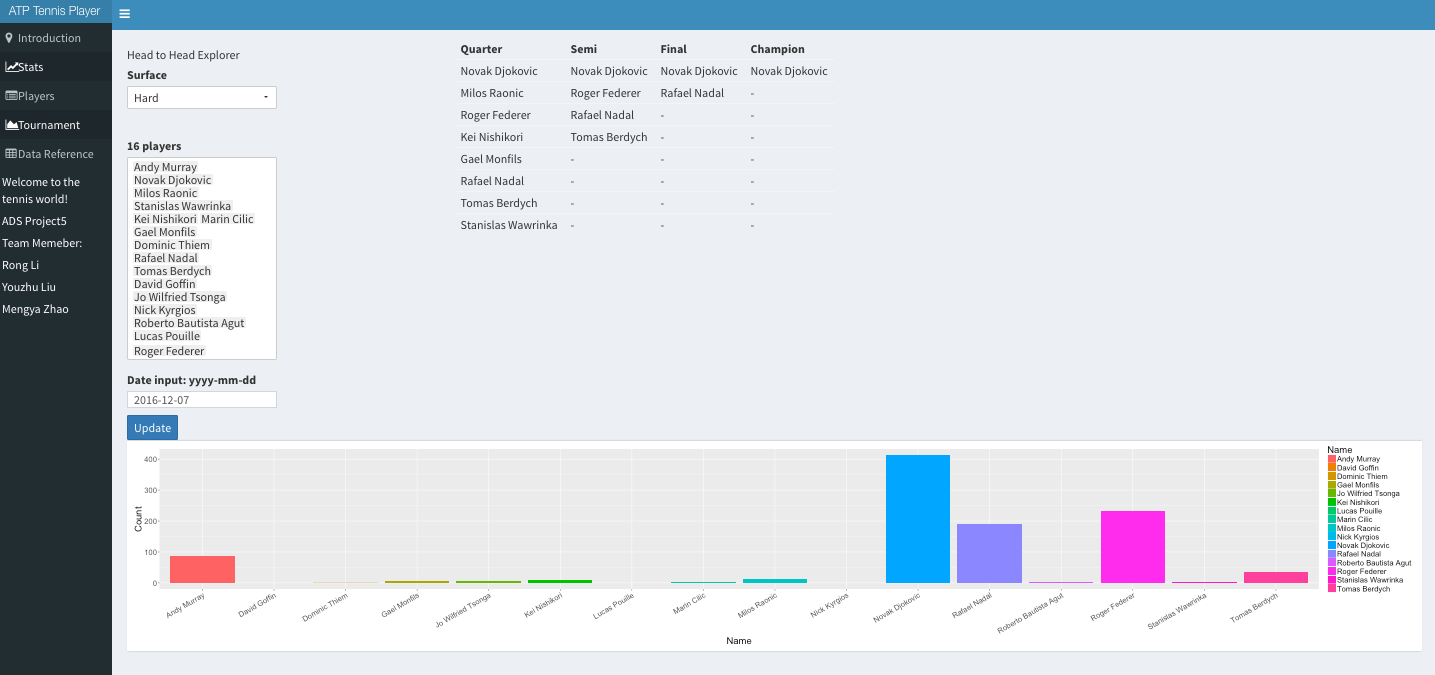 ATP Tennis Player
Introduction
Stats
Players
Tournament
Data Reference
Welcome to the
tennis world!
ADS Project5
Team Memeber:
Rong Li
Youzhu Liu
Mengya Zhao
Head to Head Explorer
Surface
Hard
16 players
Andy Murray
Novak Djokovic
Milos Raonic
Stanislas Wawrinka
Kei Nishikori Marin Cilic
Gael Monfils
Dominic Thiem
Rafael Nadal
Tomas Berdych
David Goffin
Jo Wilfried Tsonga
Nick Kyrgios
Roberto Bautista Agut
Lucas Pouille
Roger Federer
Date input: yyyy-mm-dd
2016-12-07
Update
Quarter Semi Final Champion
Novak Djokovic Novak Djokovic Novak Djokovic Novak Djokovic
Milos Raonic Roger Federer Rafael Nadal -
Roger Federer Rafael Nadal - -
Kei Nishikori Tomas Berdych - -
Gael Monfils - - -
Rafael Nadal - - -
Tomas Berdych - - -
Stanislas Wawrinka - - -
Count
400
300
200
100
0
Andy Murray
David Goffin
Dominic Thiem
Gael Monfils
Jo Wilfried Tsonga
Kei Nishikori
Lucas Pouille
Marin Cilic
Milos Raonic
Nick Kyrgios
Novak Djokovic
Rafael Nadal
Roberto Bautista Agut
Roger Federer
Stanislas Wawrinka
Tomas Berdych
Name
Name
Andy Murray
David Goffin
Dominic Thiem
Gael Monfils
Jo Wilfried Tsonga
Kei Nishikori
Lucas Pouille
Marin Cilic
Milos Raonic
Nick Kyrgios
Novak Djokovic
Rafael Nadal
Roberto Bautista Agut
Roger Federer
Stanislas Wawrinka
Tomas Berdych